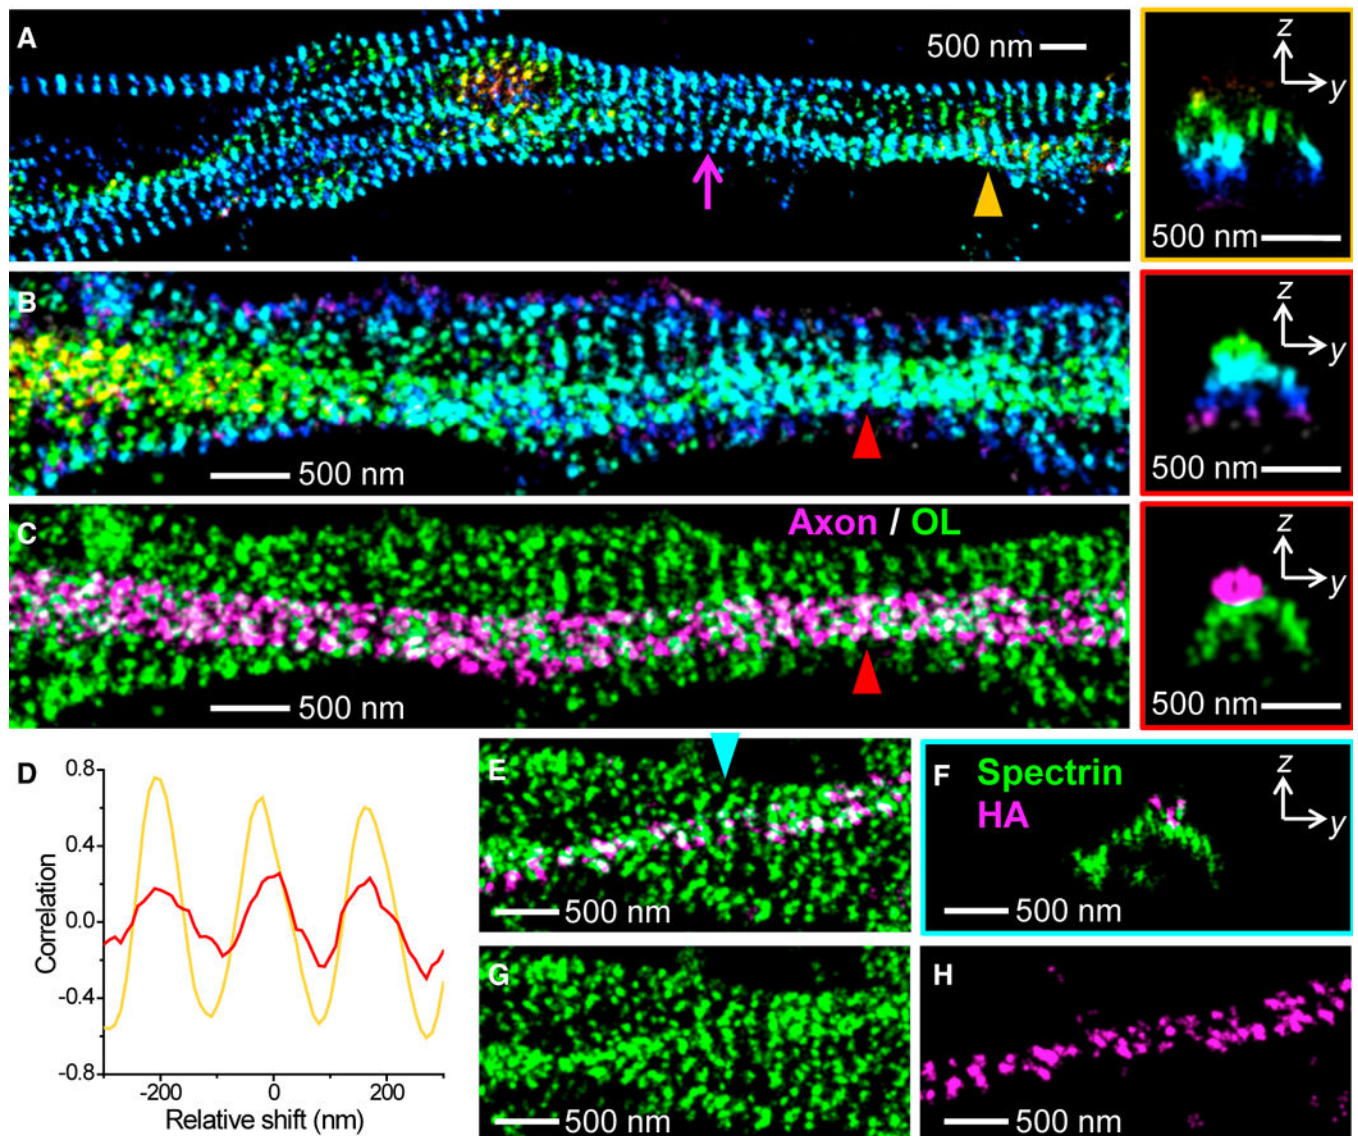 A
500 nm
z
y
500 nm
B
500 nm
z
y
500 nm
C
Axon / OL
500 nm
z
y
500 nm
D
0.8
0.4
0.0
-0.4
-0.8
Correlation
-200
0
200
Relative shift (nm)
E
500 nm
F
Spectrin
HA
z
y
500 nm
G
500 nm
H
500 nm